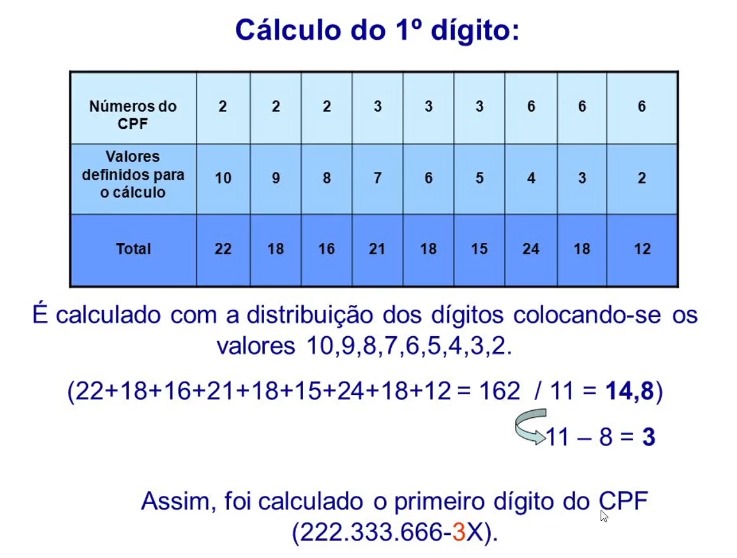 Cálculo do 1º dígito:
Números do CPF 2 2 2 3 3 3 6 6 6
Valores definidos para o cálculo 10 9 8 7 6 5 4 3 2
Total 22 18 16 21 18 15 24 18 12
É calculado com a distribuição dos dígitos colocando-se os
valores 10,9,8,7,6,5,4,3,2.
(22+18+16+21+18+15+24+18+12 = 162 / 11 = 14,8)
11 – 8 = 3
Assim, foi calculado o primeiro dígito do CPF
(222.333.666-3X).